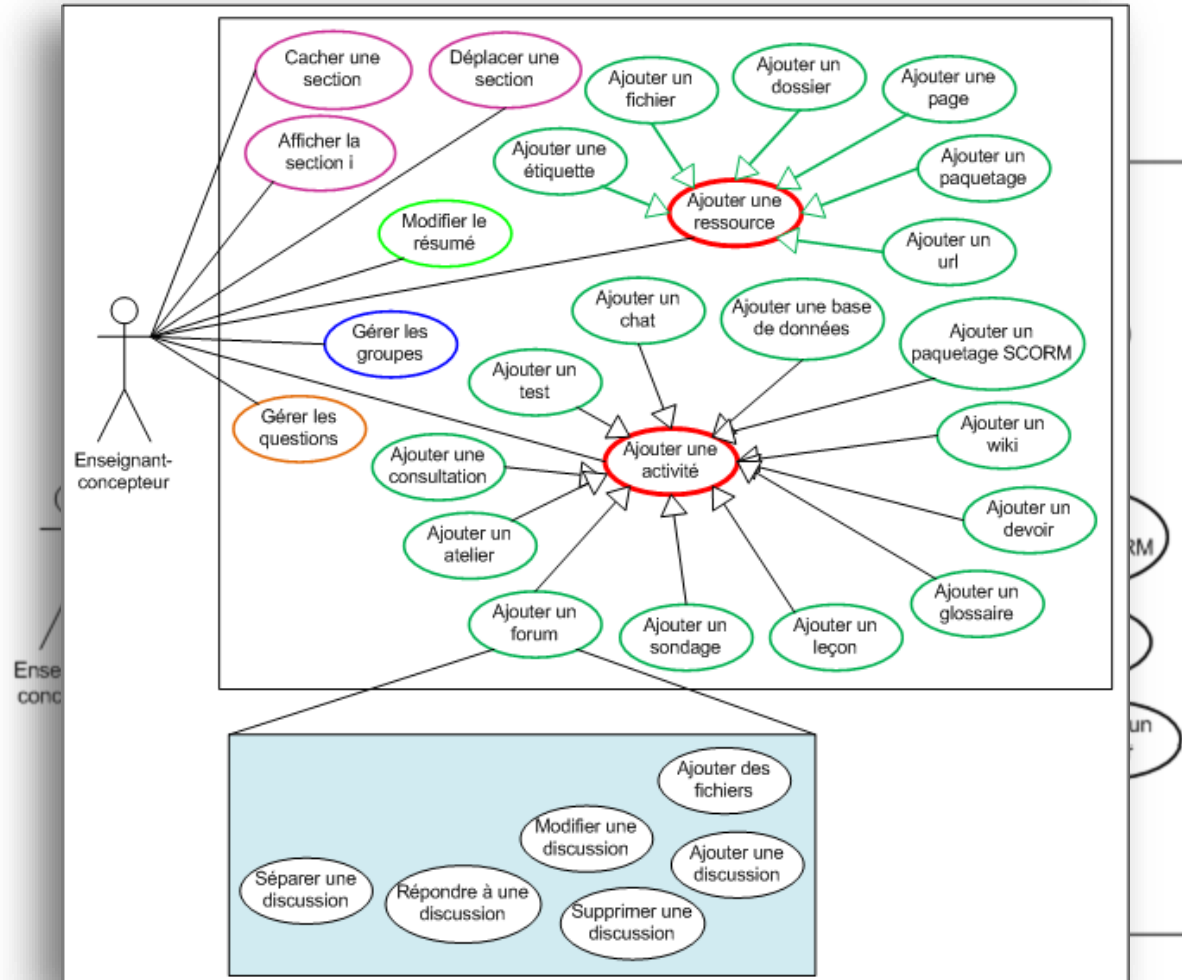 Cacher une
section
Déplacer une
section
Afficher la
section i
Modifier le
résumé
Gérer les
groupes
Gérer les
questions
Enseignant-
concepteur
Ajouter un
fichier
Ajouter un
dossier
Ajouter une
page
Ajouter une
étiquette
Ajouter un
paquetage
Ajouter une
ressource
Ajouter un
url
Ajouter un
chat
Ajouter une base
de données
Ajouter un
paquetage SCORM
Ajouter un
test
Ajouter un
wiki
Ajouter une
activité
Ajouter une
consultation
Ajouter un
devoir
Ajouter un
atelier
Ajouter un
glossaire
Ajouter un
forum
Ajouter un
sondage
Ajouter un
leçon
Ajouter des
fichiers
Modifier une
discussion
Ajouter une
discussion
Séparer une
discussion
Répondre à une
discussion
Supprimer une
discussion
Ense
conc
RM
un